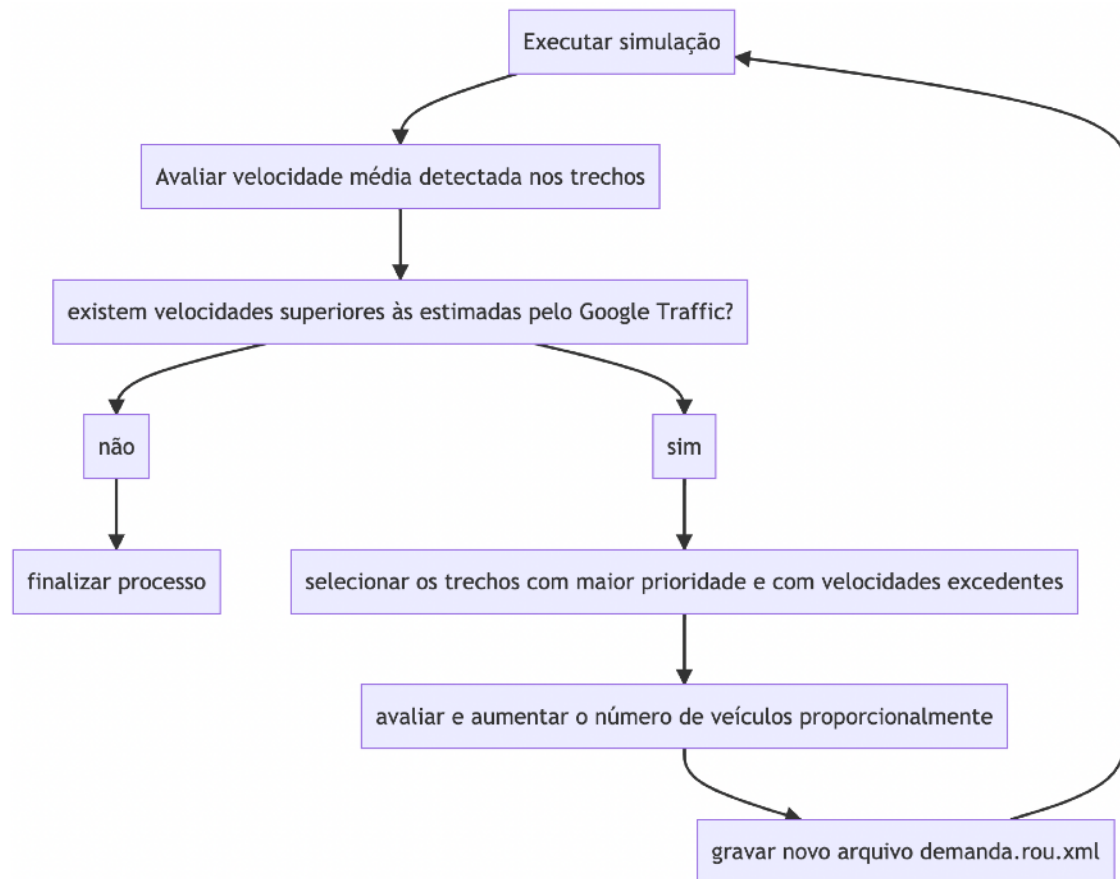 Executar simulação
Avaliar velocidade média detectada nos trechos
existem velocidades superiores às estimadas pelo Google Traffic?
não
sim
finalizar processo
selecionar os trechos com maior prioridade e com velocidades excedentes
avaliar e aumentar o número de veículos proporcionalmente
gravar novo arquivo demanda.rou.xml